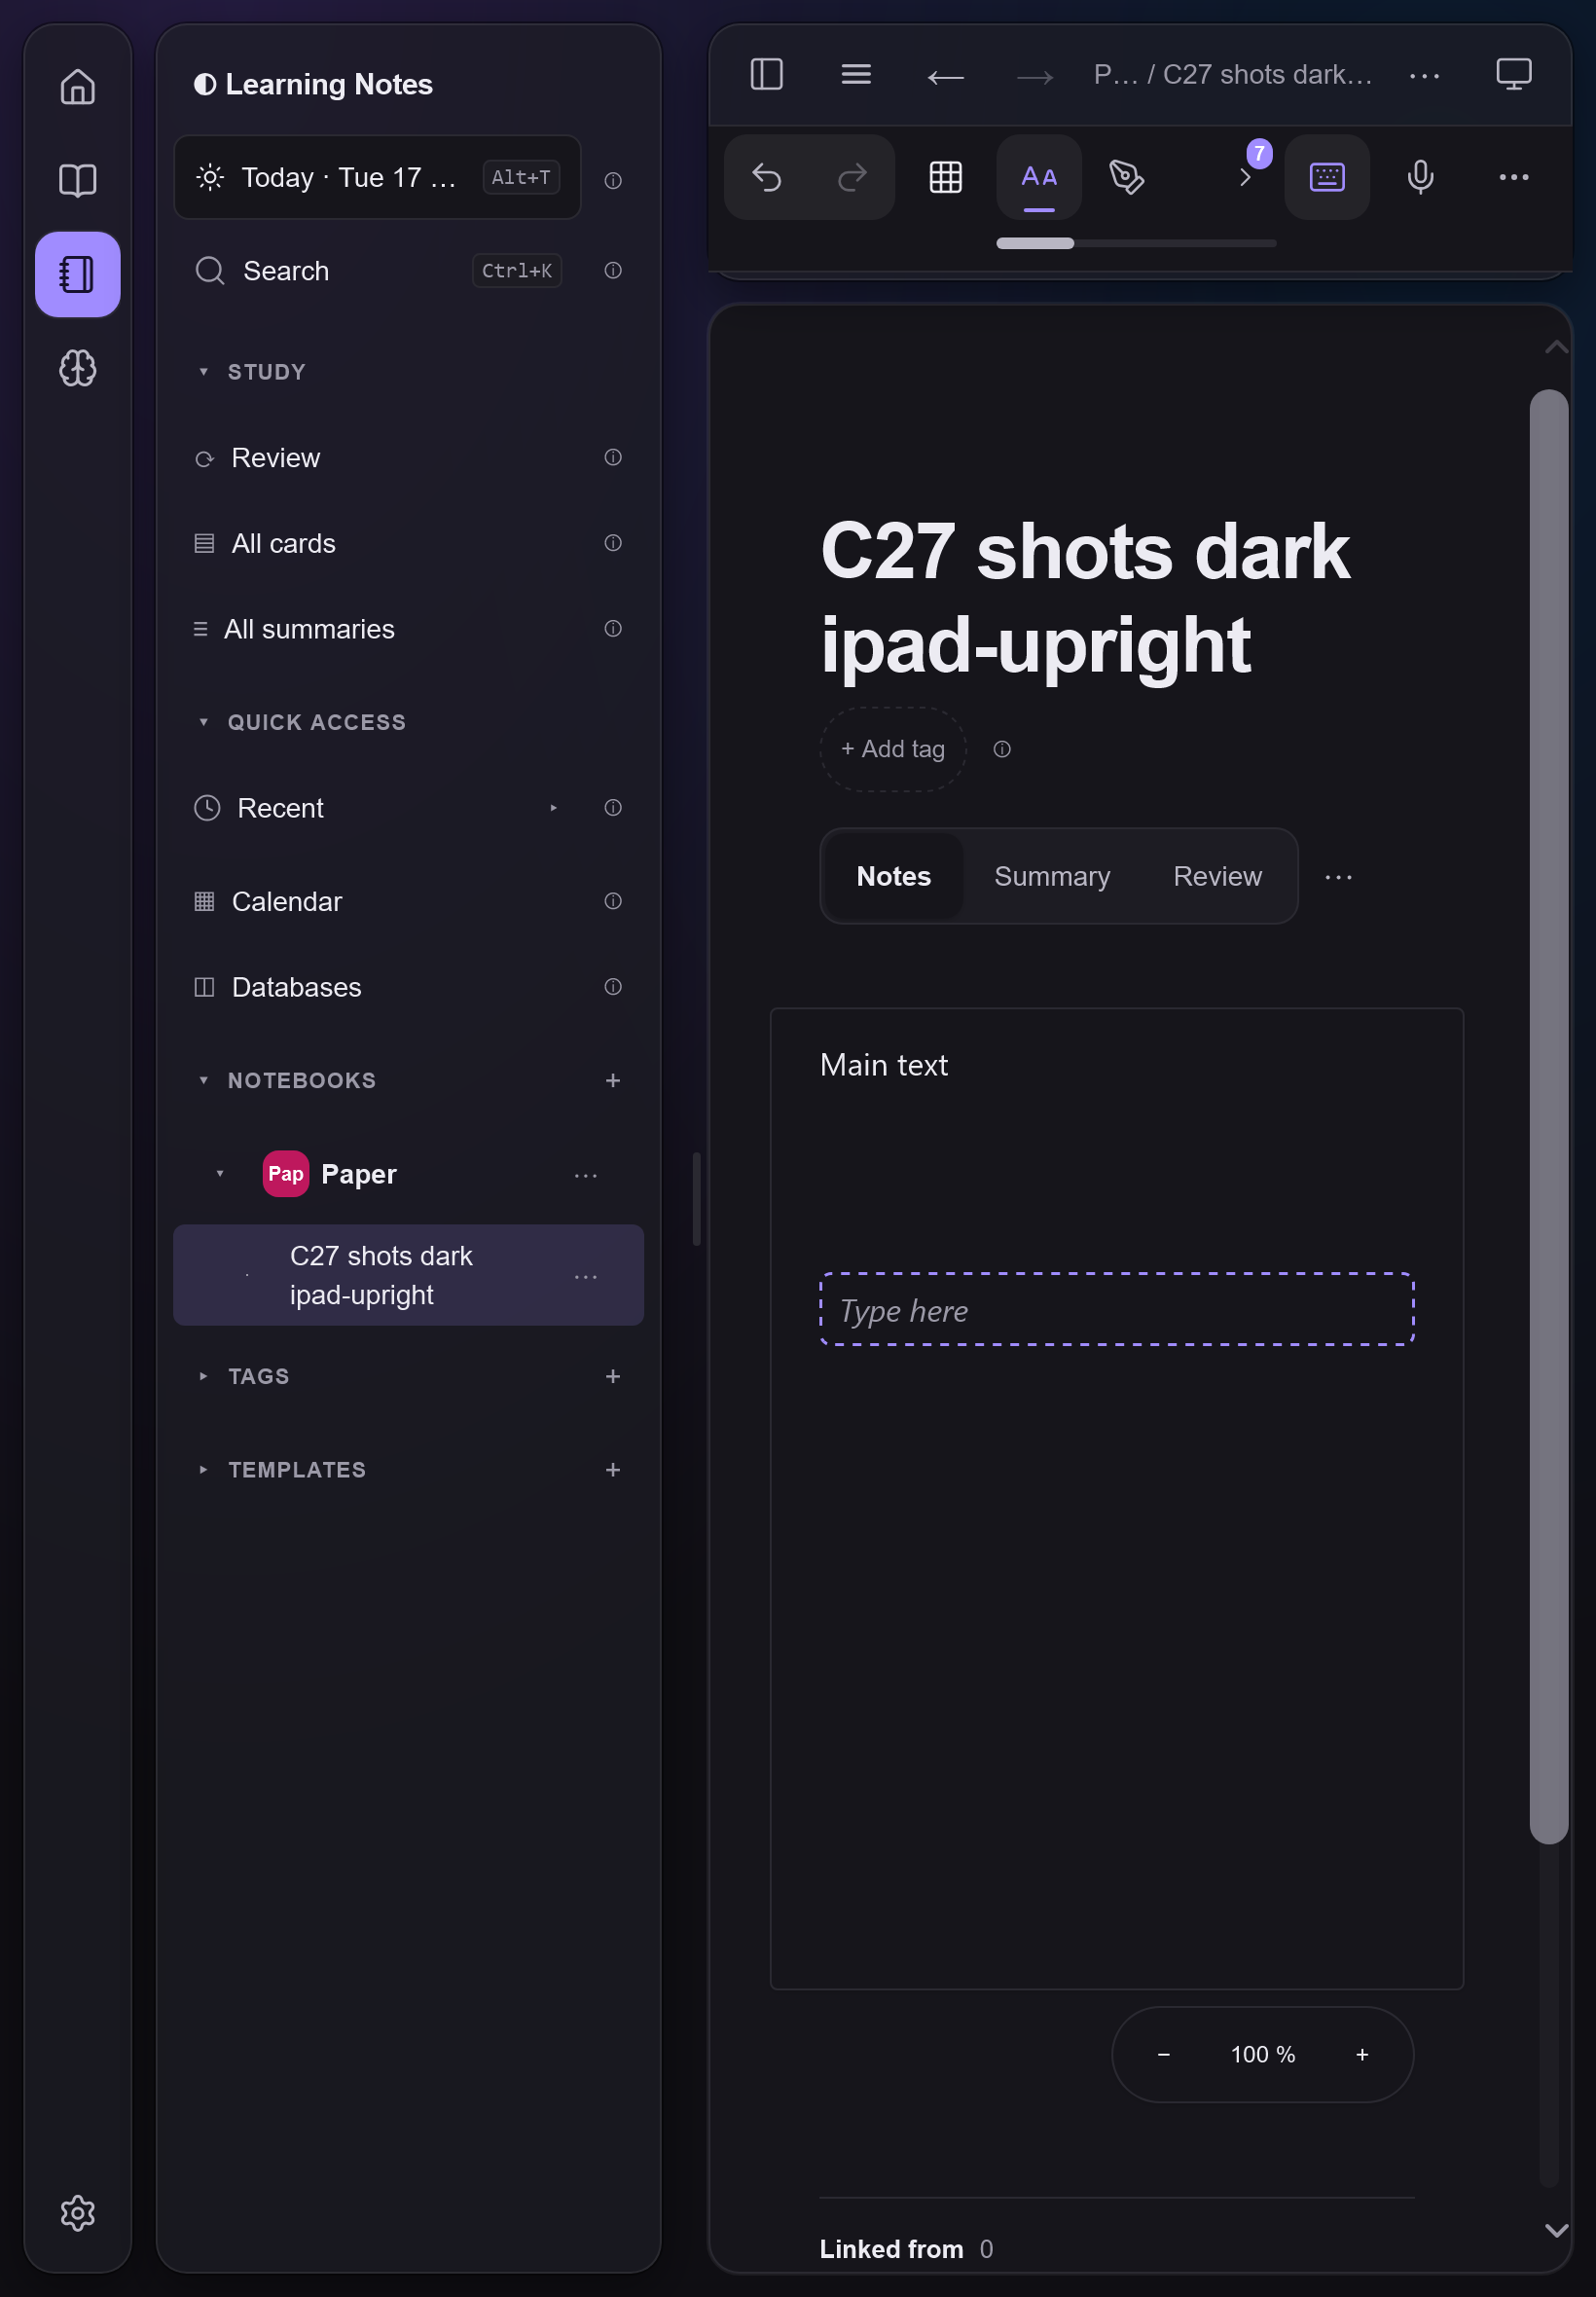 Learning Notes
Today · Tue 17 … Alt+T
Search Ctrl+K
STUDY
Review
All cards
All summaries
QUICK ACCESS
Recent
Calendar
Databases
NOTEBOOKS +
Pap Paper ···
C27 shots dark
ipad-upright ···
TAGS +
TEMPLATES +
P… / C27 shots dark… ···
AA 7 ···
C27 shots dark
ipad-upright
+ Add tag
Notes Summary Review ···
Main text
Type here
− 100 % +
Linked from 0